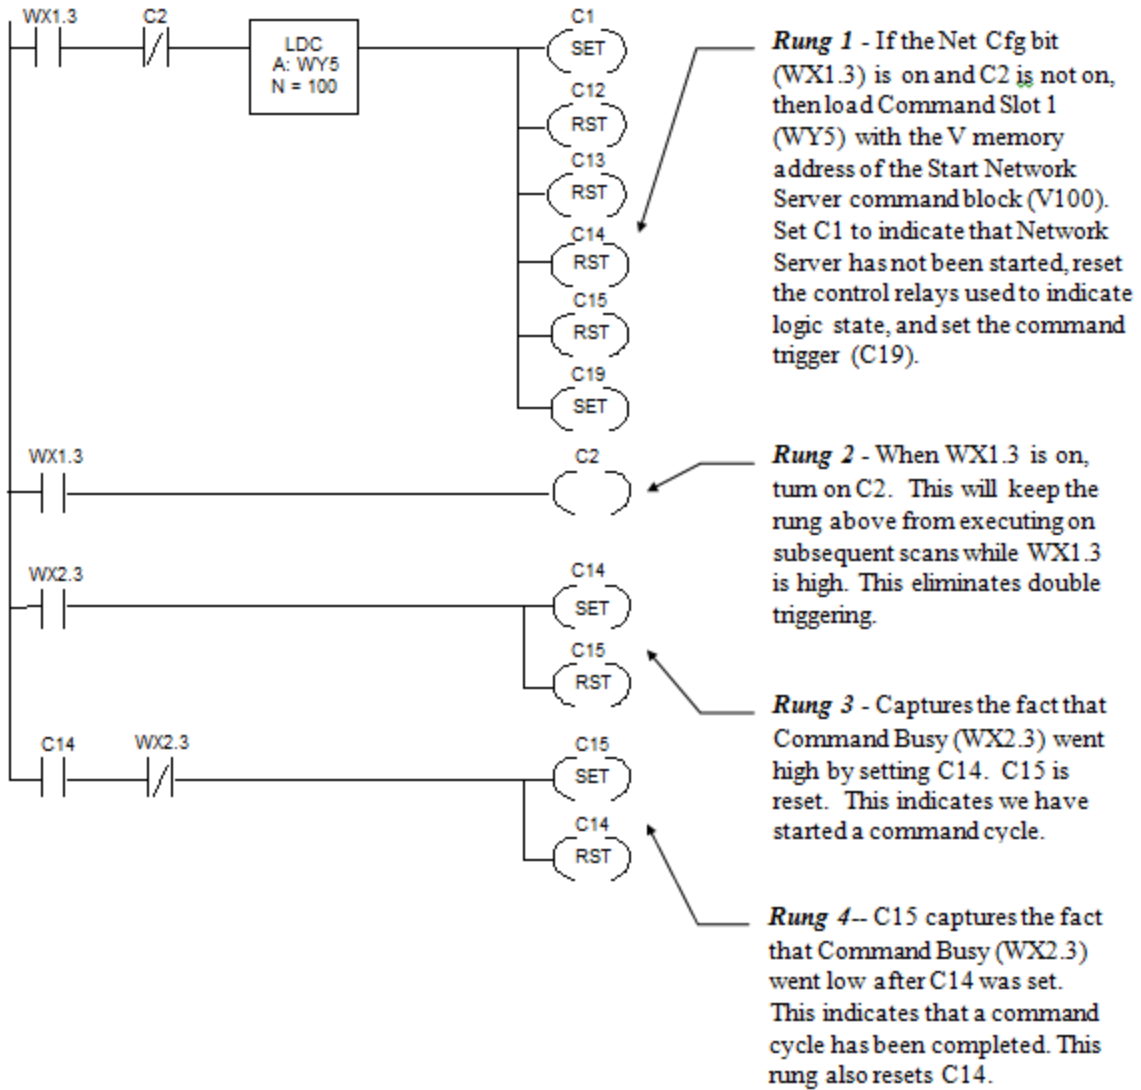 WX1.3
C2
LDC
A: WY5
N = 100
C1
SET
C12
RST
C13
RST
C14
RST
C15
RST
C19
SET
Rung 1 - If the Net Cfg bit
(WX1.3) is on and C2 is not on,
then load Command Slot 1
(WY5) with the V memory
address of the Start Network
Server command block (V100).
Set C1 to indicate that Network
Server has not been started, reset
the control relays used to indicate
logic state, and set the command
trigger (C19).
WX1.3
C2
Rung 2 - When WX1.3 is on,
turn on C2. This will keep the
rung above from executing on
subsequent scans while WX1.3
is high. This eliminates double
triggering.
WX2.3
C14
SET
C15
RST
Rung 3 - Captures the fact that
Command Busy (WX2.3) went
high by setting C14. C15 is
reset. This indicates we have
started a command cycle.
C14
WX2.3
C15
SET
C14
RST
Rung 4-- C15 captures the fact
that Command Busy (WX2.3)
went low after C14 was set.
This indicates that a command
cycle has been completed. This
rung also resets C14.